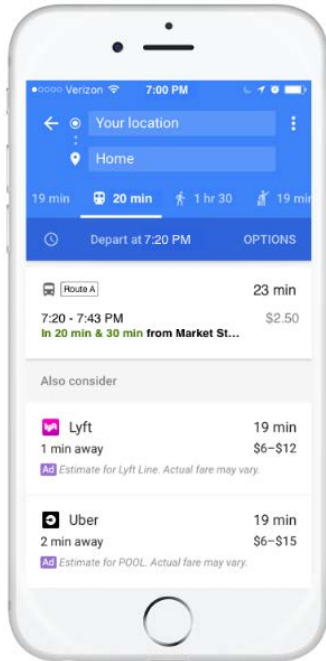 Verizon 7:00 PM
Your location
Home
19 min 20 min 1 hr 30 19 min
Depart at 7:20 PM OPTIONS
Route A 23 min
7:20 - 7:43 PM $2.50
In 20 min & 30 min from Market St...
Also consider
Lyft 19 min
1 min away $6–$12
Ad Estimate for Lyft Line. Actual fare may vary.
Uber 19 min
2 min away $6–$15
Ad Estimate for POOL. Actual fare may vary.